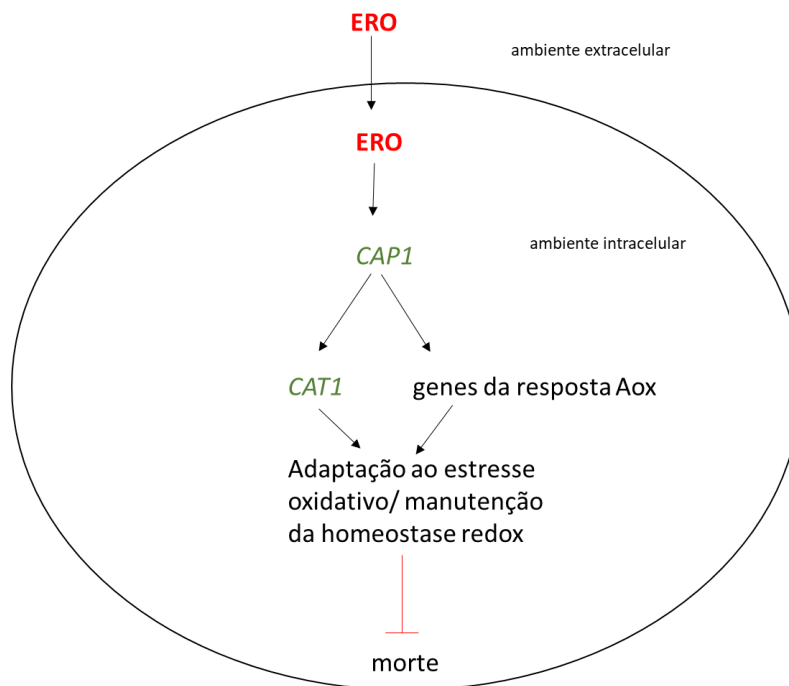 ERO
ambiente extracelular
ERO
ambiente intracelular
CAP1
CAT1
genes da resposta Aox
Adaptação ao estresse
oxidativo/ manutenção
da homeostase redox
morte